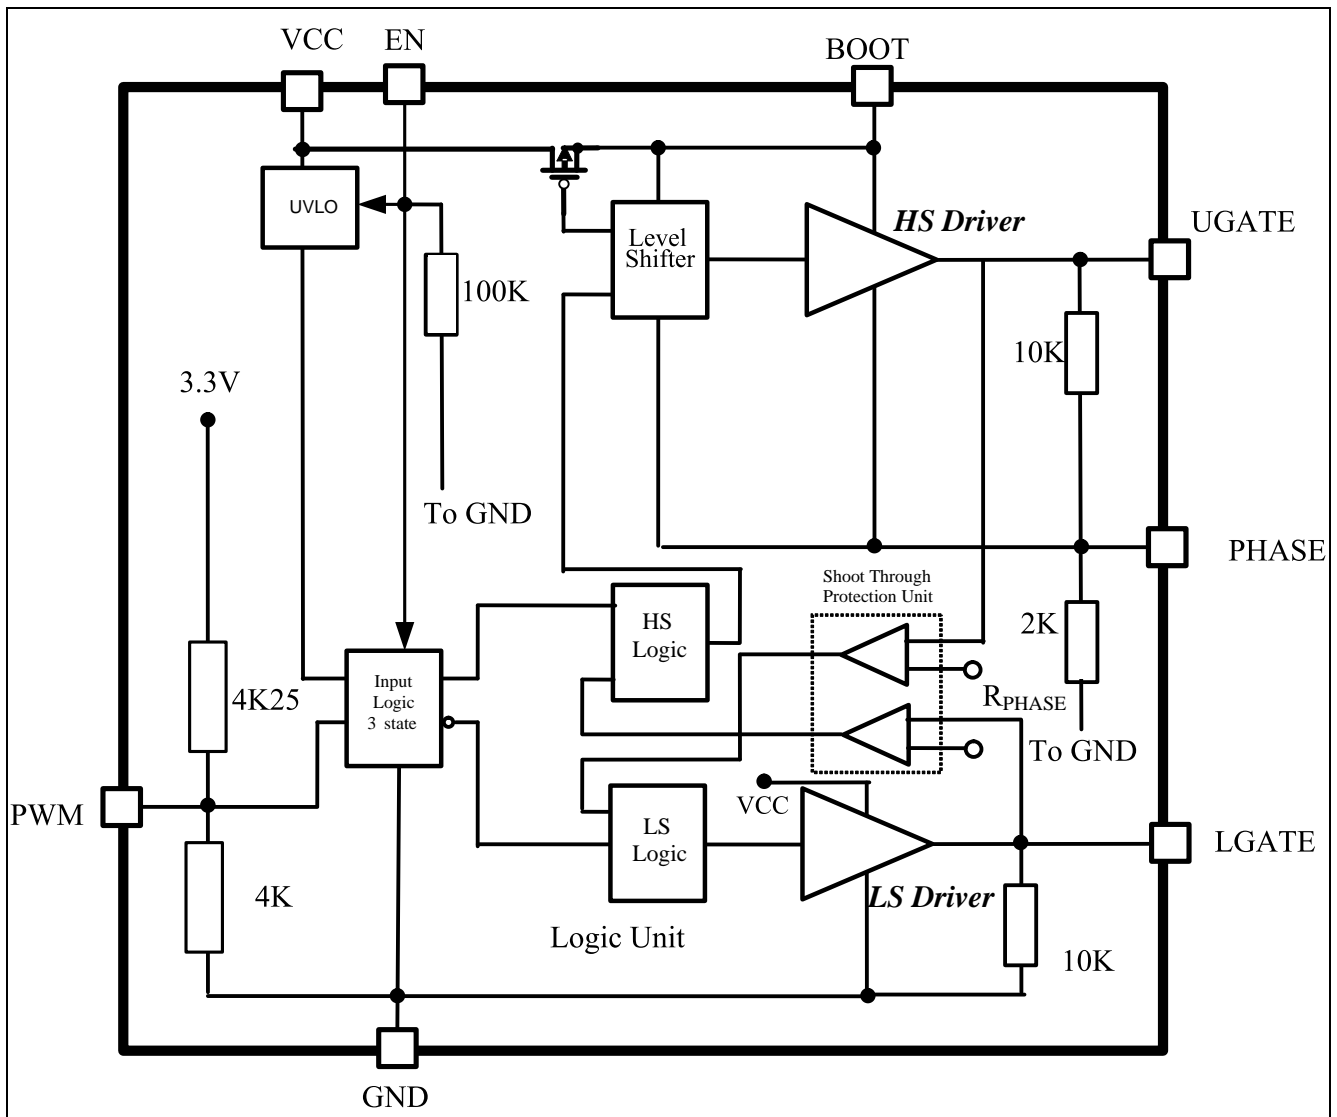 VCC
EN
BOOT
UVLO
Level
Shifter
HS Driver
UGATE
100K
10K
3.3V
To GND
PHASE
Shoot Through
Protection Unit
HS
Logic
2K
Input
Logic
3 state
4K25
RPHASE
To GND
PWM
VCC
LS
Logic
LGATE
4K
LS Driver
Logic Unit
10K
GND